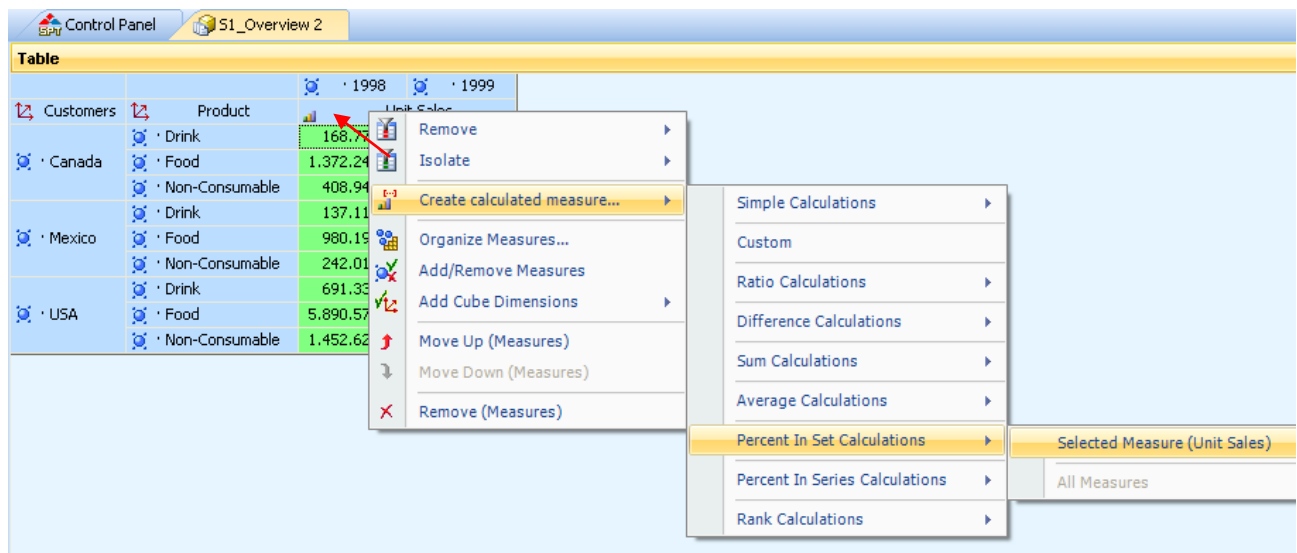 Control Panel S1_Overview 2
Table
· 1998 · 1999
Customers Product Unit Sales
· Canada · Drink 168.77
· Food 1.372.24
· Non-Consumable 408.94
· Mexico · Drink 137.11
· Food 980.19
· Non-Consumable 242.01
· USA · Drink 691.33
· Food 5.890.57
· Non-Consumable 1.452.62
Remove
Isolate
Create calculated measure...
Organize Measures...
Add/Remove Measures
Add Cube Dimensions
Move Up (Measures)
Move Down (Measures)
Remove (Measures)
Simple Calculations
Custom
Ratio Calculations
Difference Calculations
Sum Calculations
Average Calculations
Percent In Set Calculations
Percent In Series Calculations
Rank Calculations
Selected Measure (Unit Sales)
All Measures